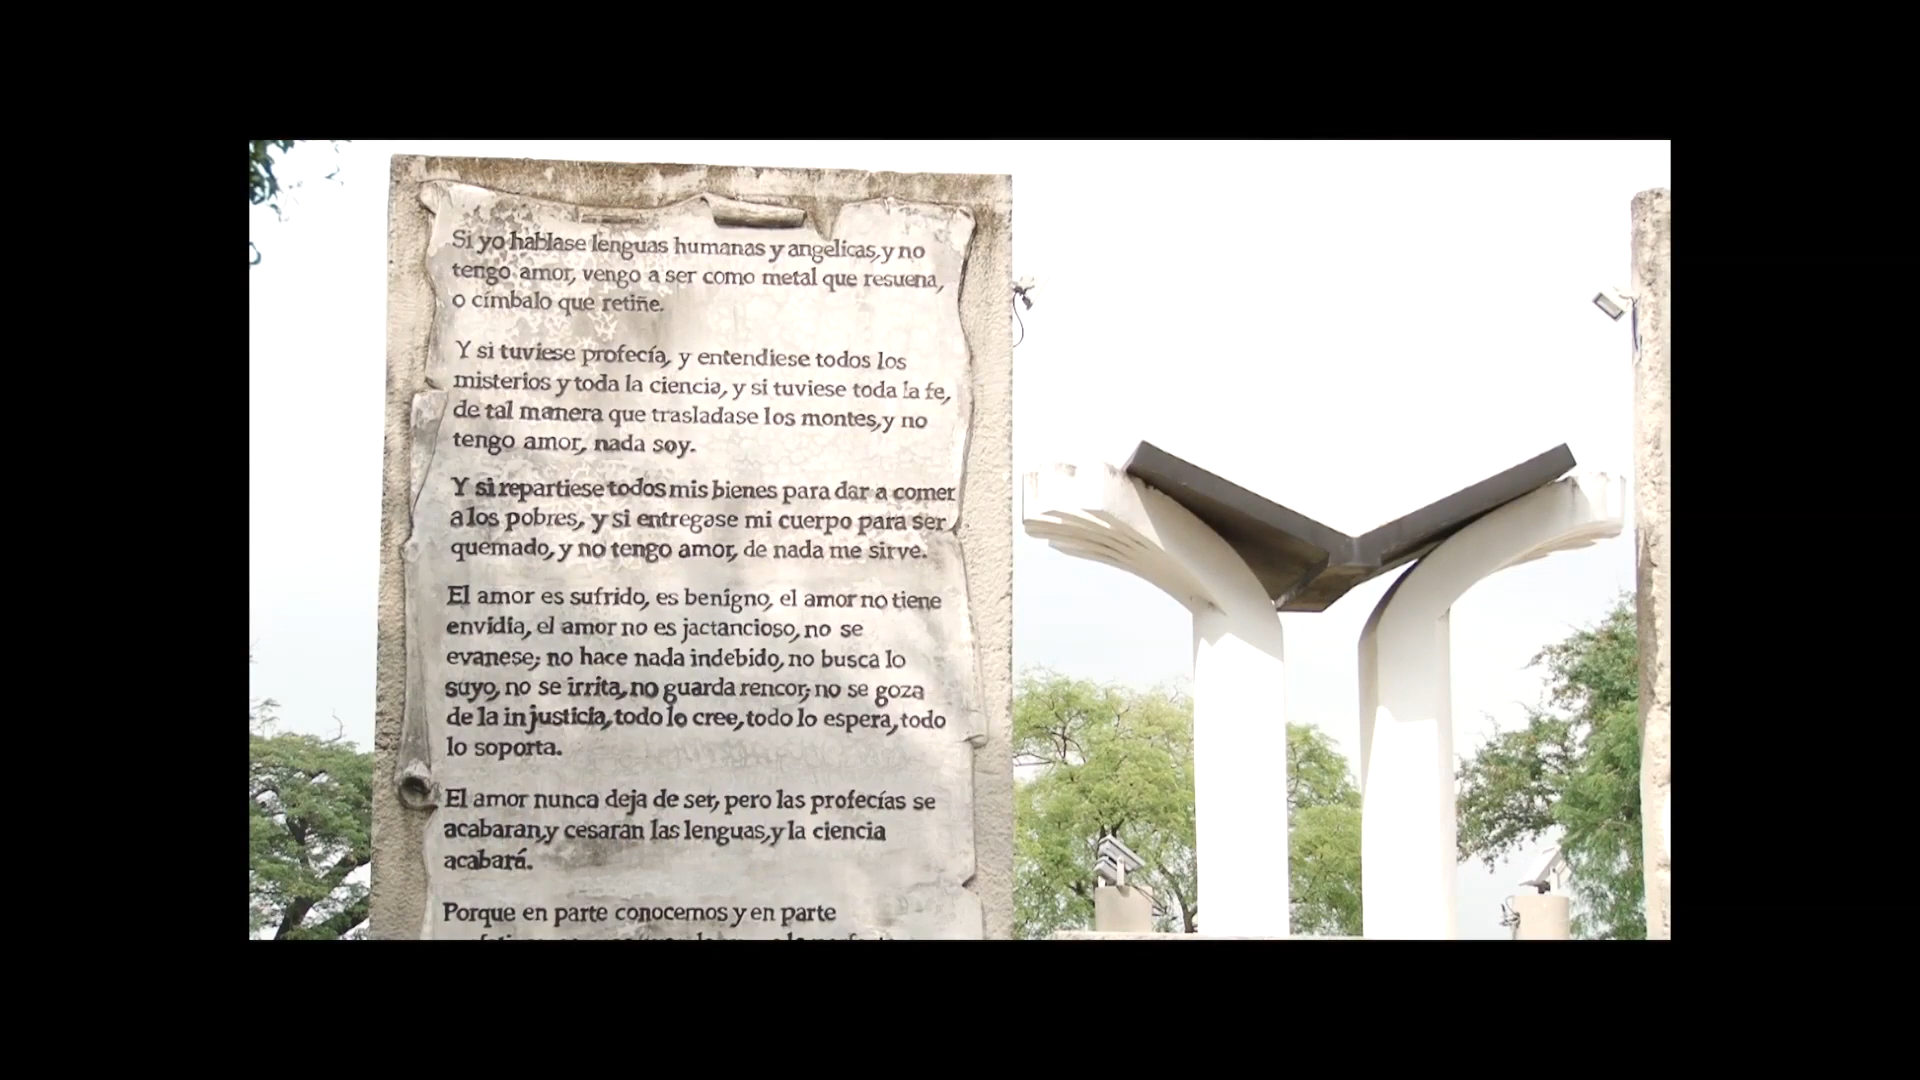 Si yo hablase lenguas humanas y angelicas, y no
tengo amor, vengo a ser como metal que resuena,
o címbalo que retiñe.
Y si tuviese profecía, y entendiese todos los
misterios y toda la ciencia, y si tuviese toda la fe,
de tal manera que trasladase los montes, y no
tengo amor, nada soy.
Y si repartiese todos mis bienes para dar a comer
a los pobres, y si entregase mi cuerpo para ser
quemado, y no tengo amor, de nada me sirve.
El amor es sufrido, es benigno, el amor no tiene
envidia, el amor no es jactancioso, no se
evanese; no hace nada indebido, no busca lo
suyo, no se irrita, no guarda rencor; no se goza
de la injusticia, todo lo cree, todo lo espera, todo
lo soporta.
El amor nunca deja de ser, pero las profecías se
acabaran, y cesarán las lenguas, y la ciencia
acabará.
Porque en parte conocemos y en parte